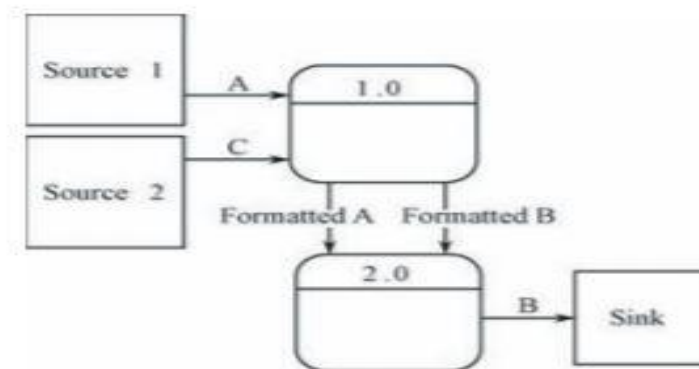 Source 1
A
1.0
C
Source 2
Formatted A
Formatted B
2.0
B
Sink